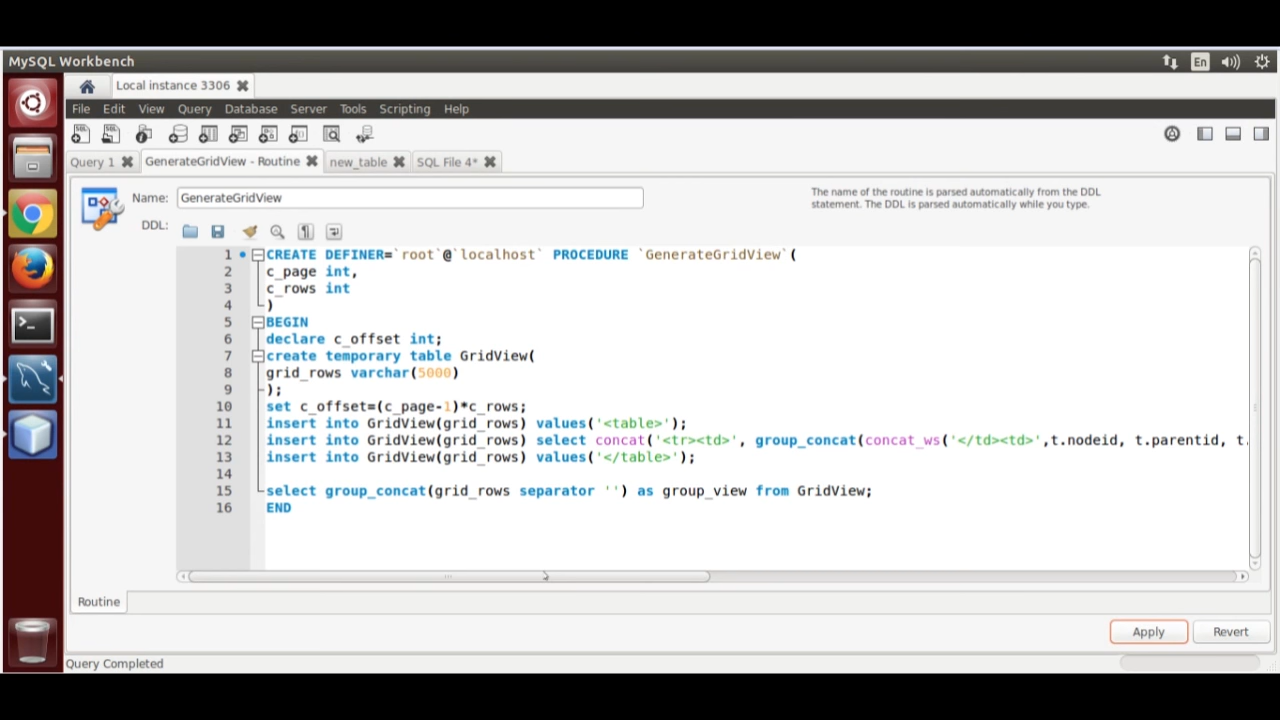 MySQL Workbench
En
Local instance 3306
File Edit View Query Database Server Tools Scripting Help
Query 1 GenerateGridView - Routine new_table SQL File 4*
Name: GenerateGridView
The name of the routine is parsed automatically from the DDL
statement. The DDL is parsed automatically while you type.
DDL:
1 CREATE DEFINER=`root`@`localhost` PROCEDURE `GenerateGridView`(
2 c_page int,
3 c_rows int
4 )
5 BEGIN
6 declare c_offset int;
7 create temporary table GridView(
8 grid_rows varchar(5000)
9 );
10 set c_offset=(c_page-1)*c_rows;
11 insert into GridView(grid_rows) values('<table>');
12 insert into GridView(grid_rows) select concat('<tr><td>', group_concat(concat_ws('</td><td>',t.nodeid, t.parentid, t.
13 insert into GridView(grid_rows) values('</table>');
14
15 select group_concat(grid_rows separator '') as group_view from GridView;
16 END
Routine
Apply Revert
Query Completed